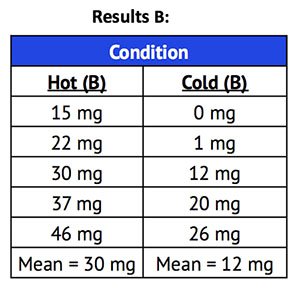 Results B:
Condition
Hot (B) Cold (B)
15 mg 0 mg
22 mg 1 mg
30 mg 12 mg
37 mg 20 mg
46 mg 26 mg
Mean = 30 mg Mean = 12 mg